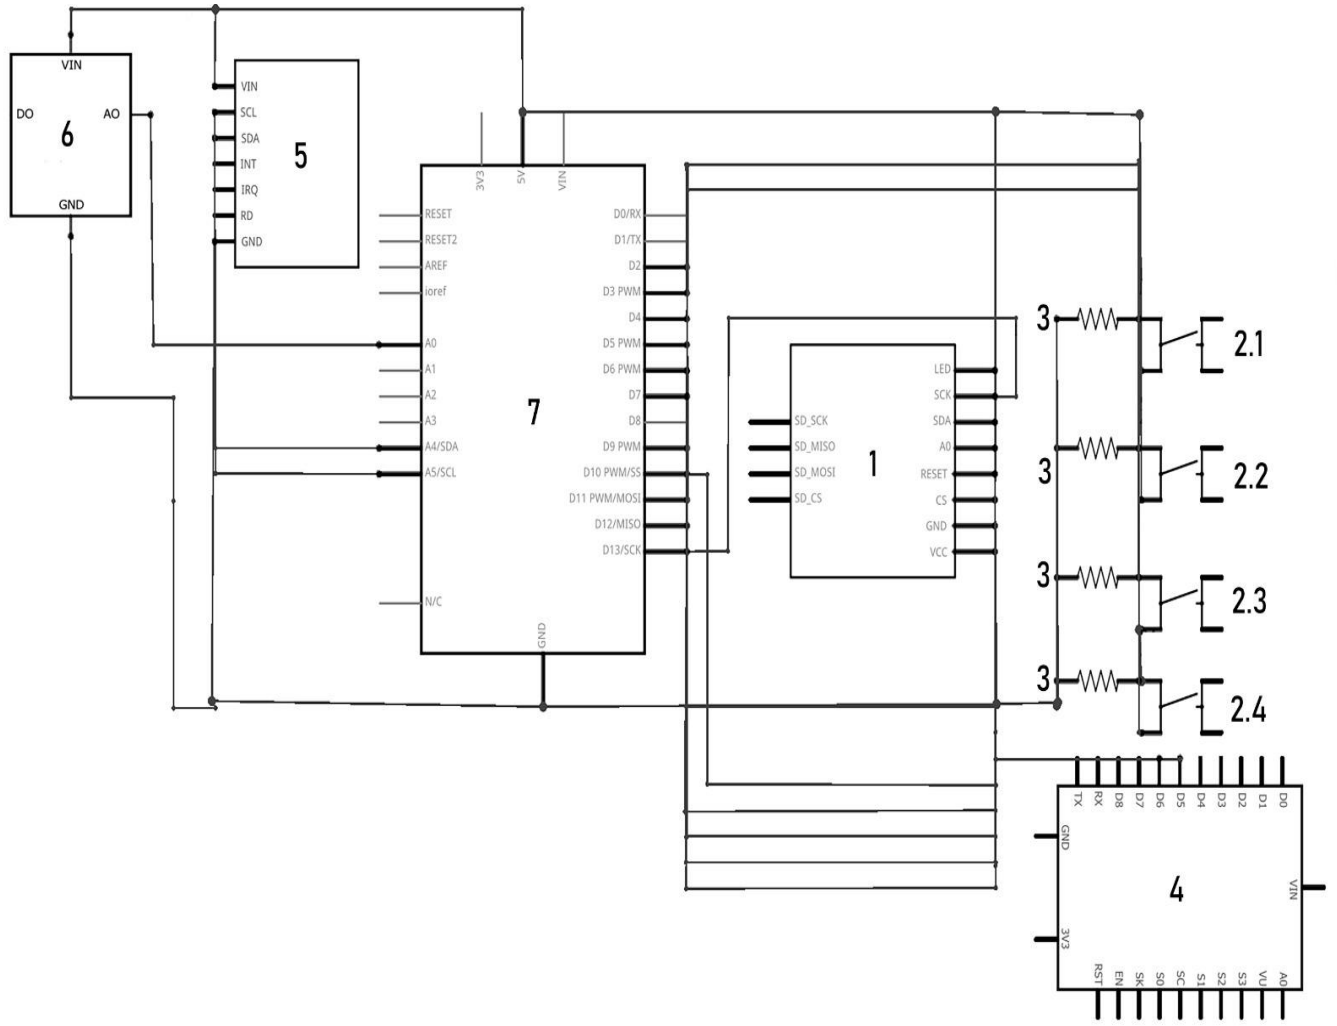 VIN
DO
AO
6
GND
VIN
SCL
SDA
INT
IRQ
RD
GND
5
3V3
5V
VIN
RESET
RESET2
AREF
ioref
A0
A1
A2
A3
A4/SDA
A5/SCL
N/C
7
D0/RX
D1/TX
D2
D3 PWM
D4
D5 PWM
D6 PWM
D7
D8
D9 PWM
D10 PWM/SS
D11 PWM/MOSI
D12/MISO
D13/SCK
GND
SD_SCK
SD_MISO
SD_MOSI
SD_CS
1
LED
SCK
SDA
A0
RESET
CS
GND
VCC
3
2.1
3
2.2
3
2.3
3
2.4
TX
RX
D8
D7
D6
D5
D4
D3
D2
D1
D0
GND
3V3
4
VIN
RST
EN
SK
S0
SC
S1
S2
S3
VU
A0